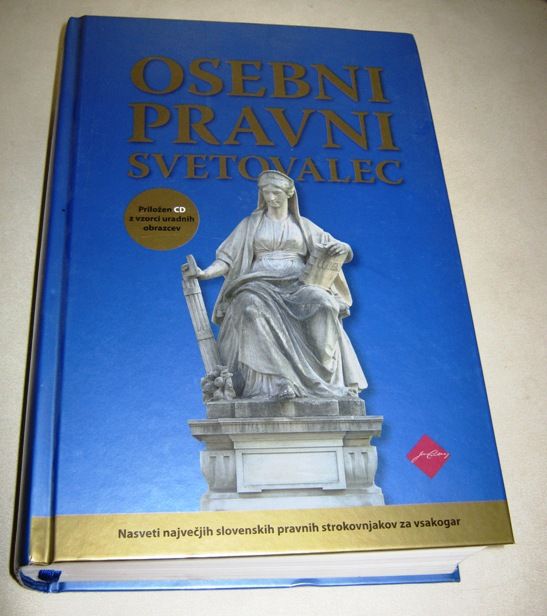 OSEBNI
PRAVNI
SVETOVALEC
Priložen CD
z vzorci uradnih
obrazcev
Nasveti največjih slovenskih pravnih strokovnjakov za vsakogar